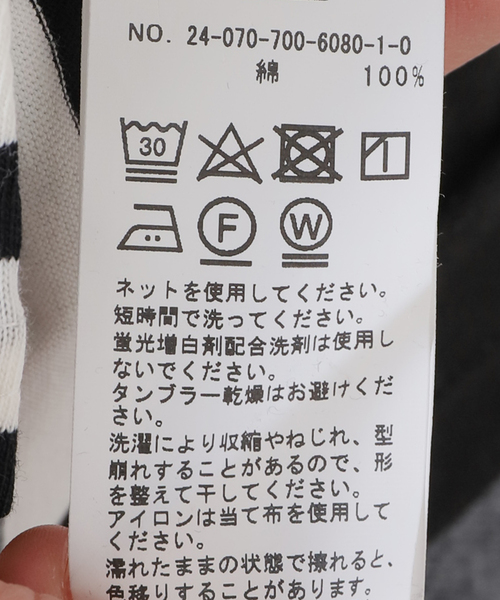 NO. 24-070-700-6080-1-0
綿 100%
30
F W
ネットを使用してください。
短時間で洗ってください。
蛍光増白剤配合洗剤は使用し
ないでください。
タンブラー乾燥はお避けくだ
さい。
洗濯により収縮やねじれ、型
崩れすることがあるので、形
を整えて干してください。
アイロンは当て布を使用して
ください。
濡れたままの状態で擦れると、
色移りすることがあります。